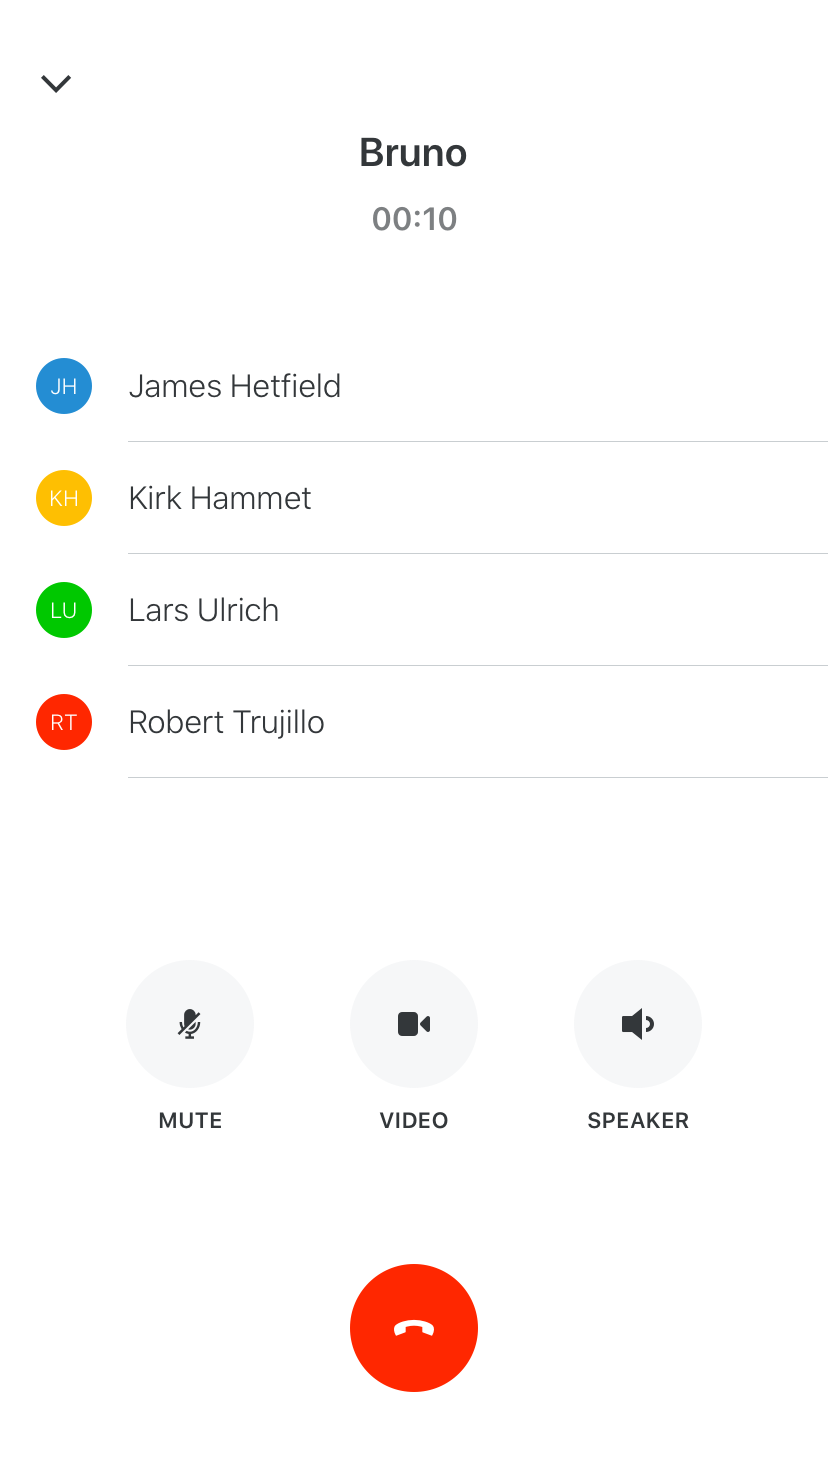 Bruno
00:10
JH James Hetfield
KH Kirk Hammet
LU Lars Ulrich
RT Robert Trujillo
MUTE VIDEO SPEAKER